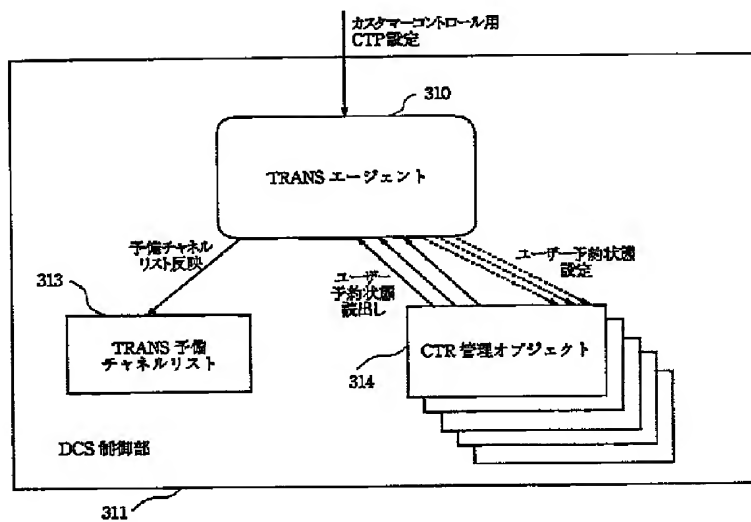 カスタマーコントロール用
CTP設定
310
TRANS エージェント
予備チャネル
リスト反映
ユーザー予約状態
設定
313
ユーザー
予約状態
読出し
TRANS 予備
チャネルリスト
CTR 管理オブジェクト
314
DCS 制御部
311